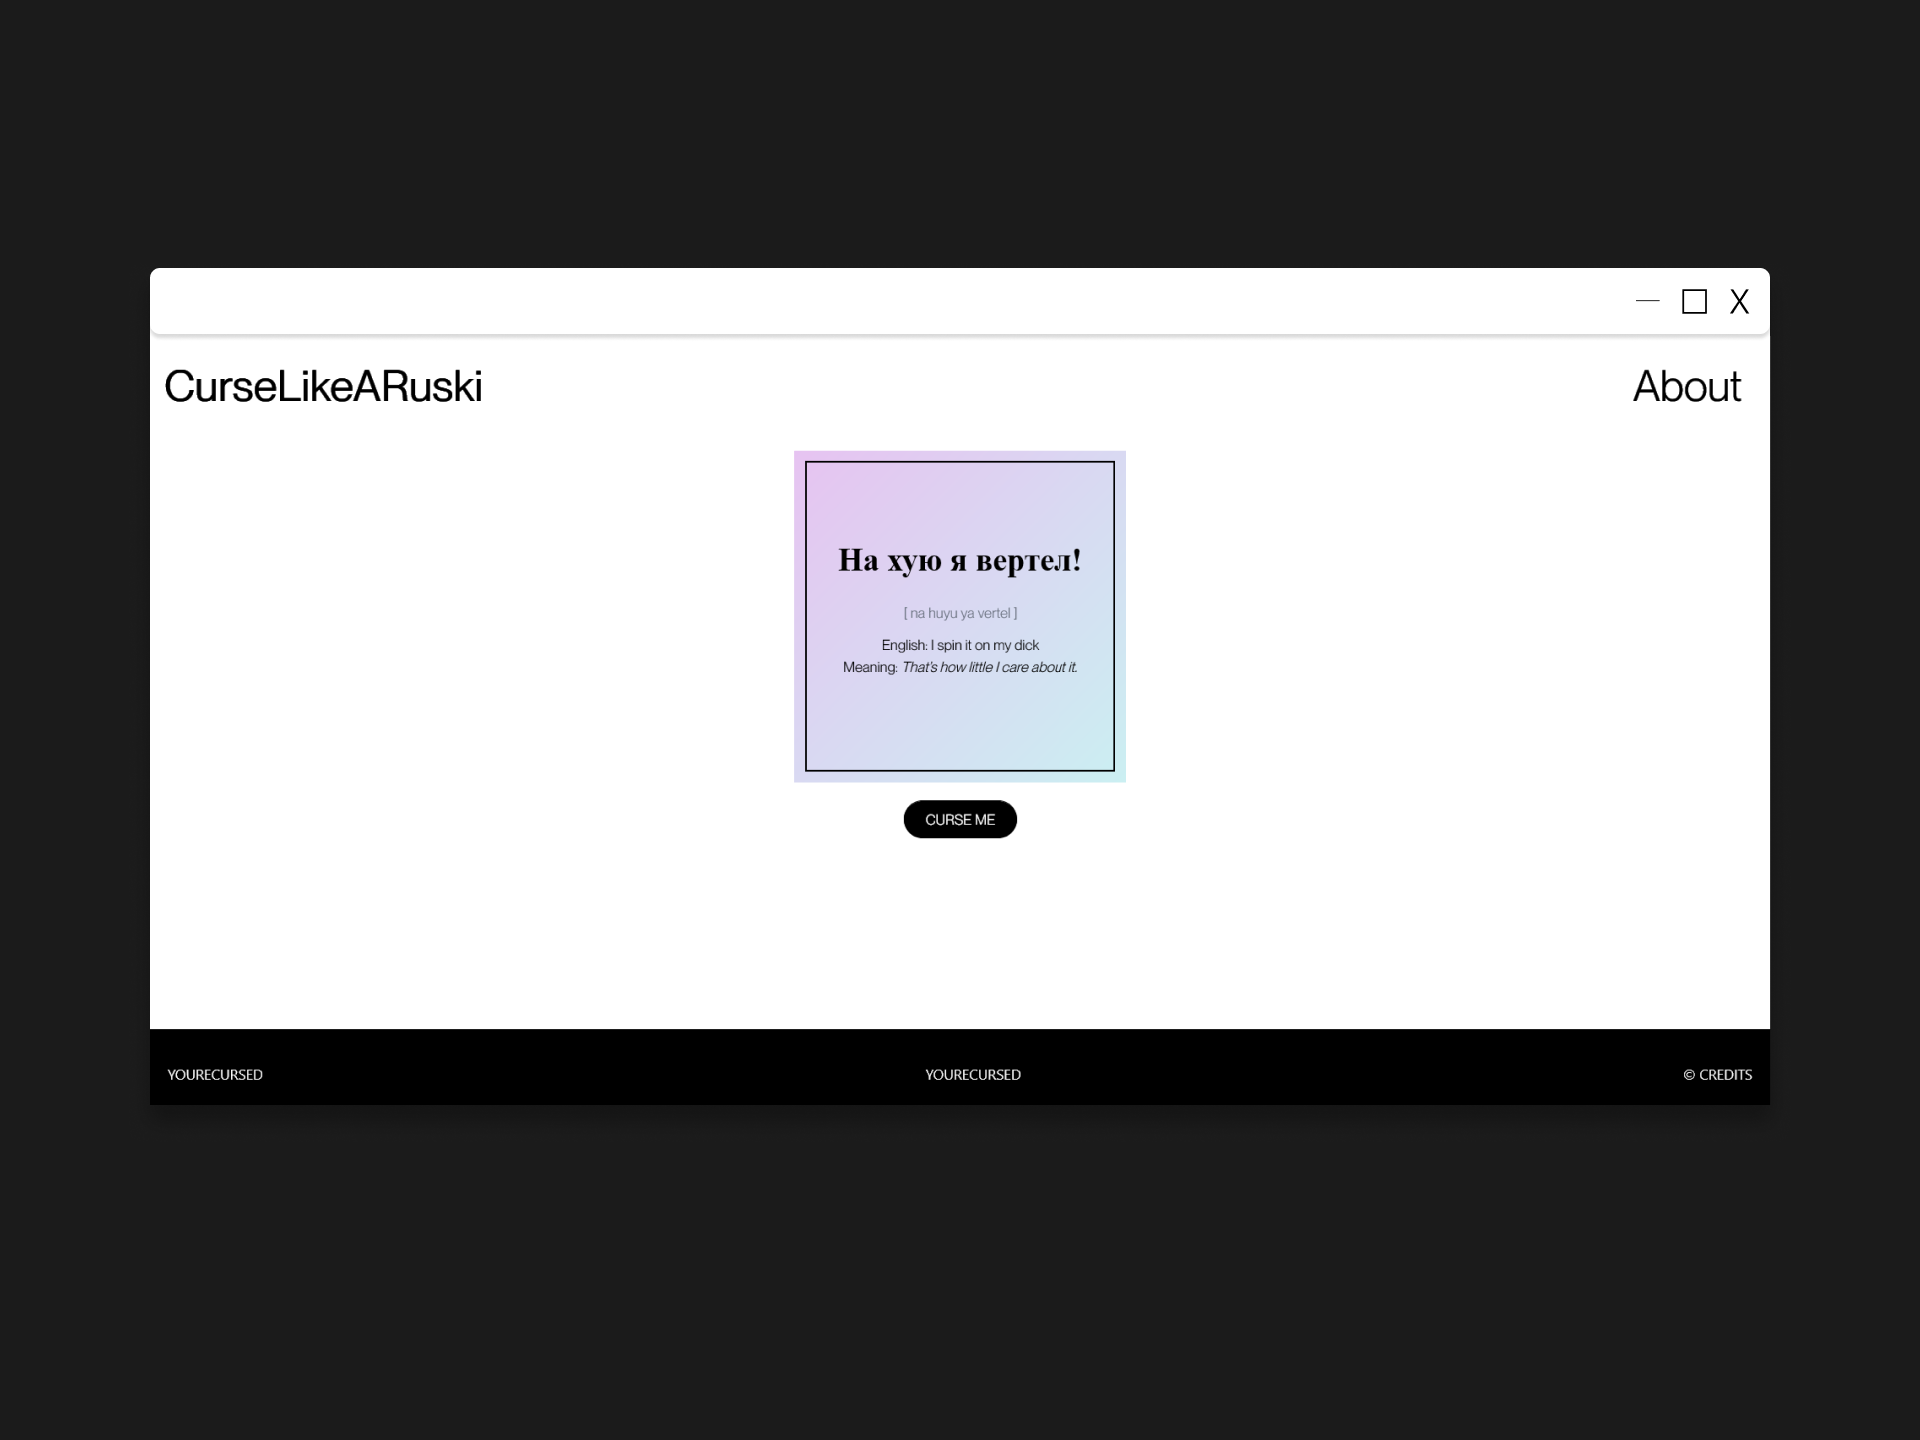 CurseLikeARuski
About
На хую я вертел!
[ na huyu ya vertel ]
English: I spin it on my dick
Meaning: That's how little I care about it.
CURSE ME
YOURECURSED
YOURECURSED
© CREDITS